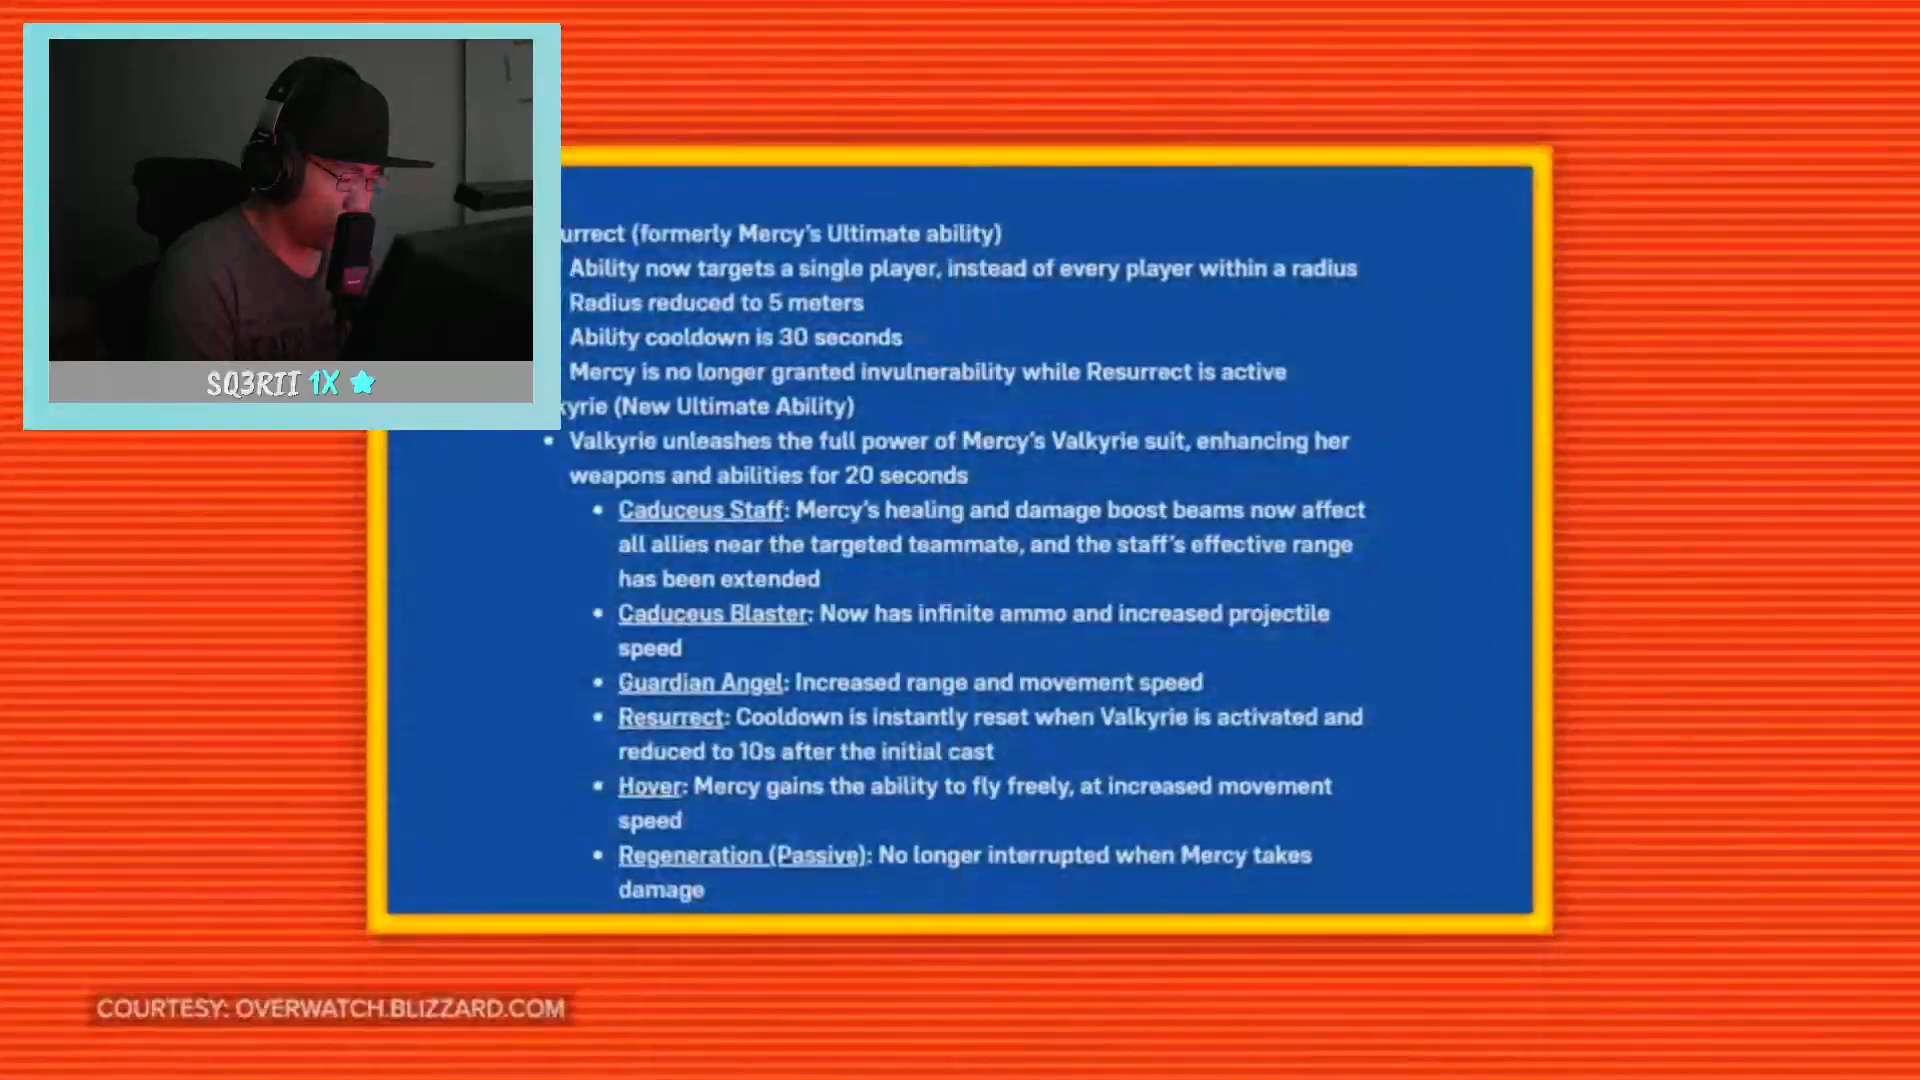 SQ3RII 1X
urrect (formerly Mercy's Ultimate ability)
Ability now targets a single player, instead of every player within a radius
Radius reduced to 5 meters
Ability cooldown is 30 seconds
Mercy is no longer granted invulnerability while Resurrect is active
kyrie (New Ultimate Ability)
• Valkyrie unleashes the full power of Mercy's Valkyrie suit, enhancing her
weapons and abilities for 20 seconds
• Caduceus Staff: Mercy's healing and damage boost beams now affect
all allies near the targeted teammate, and the staff's effective range
has been extended
• Caduceus Blaster: Now has infinite ammo and increased projectile
speed
• Guardian Angel: Increased range and movement speed
• Resurrect: Cooldown is instantly reset when Valkyrie is activated and
reduced to 10s after the initial cast
• Hover: Mercy gains the ability to fly freely, at increased movement
speed
• Regeneration (Passive): No longer interrupted when Mercy takes
damage
COURTESY: OVERWATCH.BLIZZARD.COM